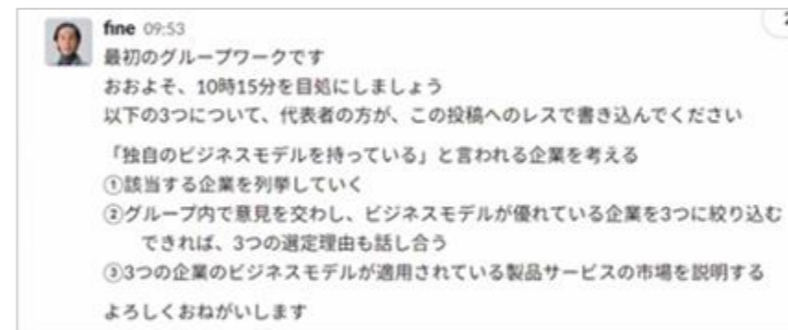 fine 09:53
最初のグループワークです
おおよそ、10時15分を目処にしましょう
以下の3つについて、代表者の方が、この投稿へのレスで書き込んでください
「独自のビジネスモデルを持っている」と言われる企業を考える
①該当する企業を列挙していく
②グループ内で意見を交わし、ビジネスモデルが優れている企業を3つに絞り込む
できれば、3つの選定理由も話し合う
③3つの企業のビジネスモデルが適用されている製品サービスの市場を説明する
よろしくおねがいします